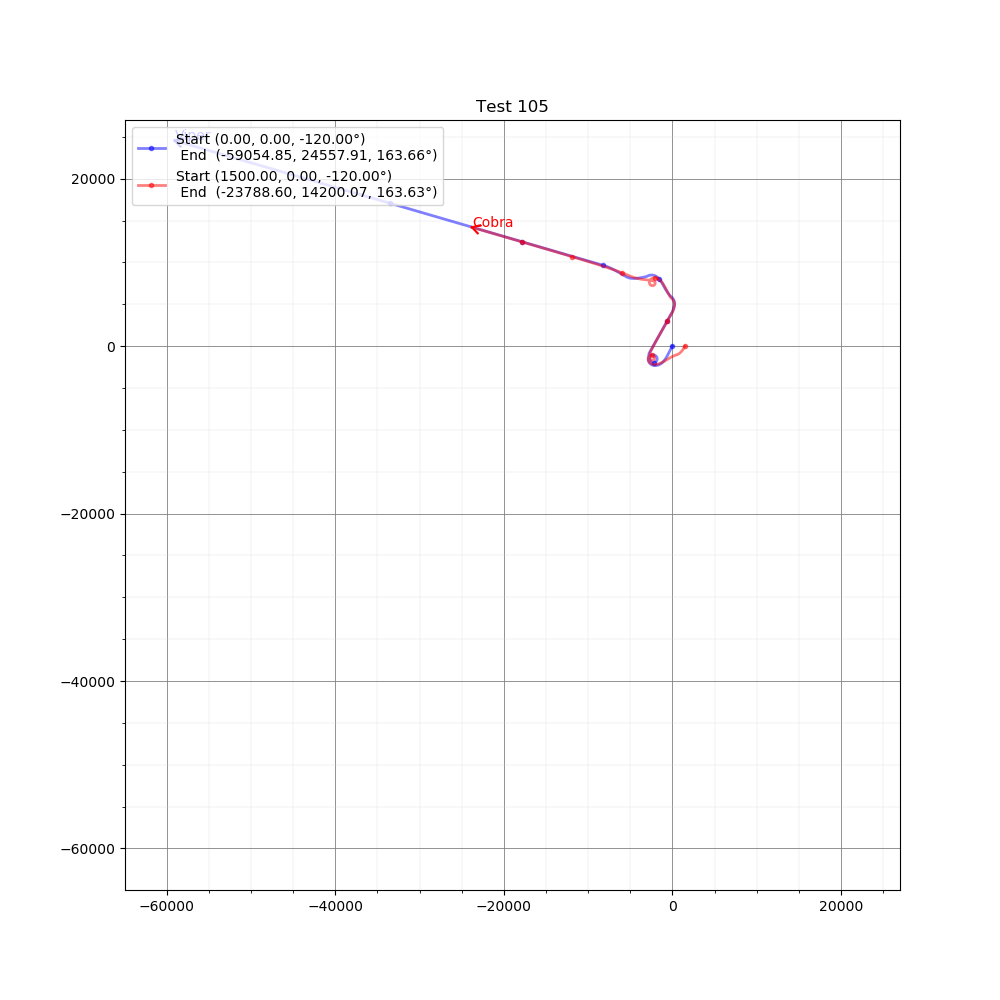 Test 105
Viper
Start (0.00, 0.00, -120.00°)
End (-59054.85, 24557.91, 163.66°)
Start (1500.00, 0.00, -120.00°)
End (-23788.60, 14200.07, 163.63°)
Cobra
20000
0
−20000
−40000
−60000
−60000 −40000 −20000 0 20000